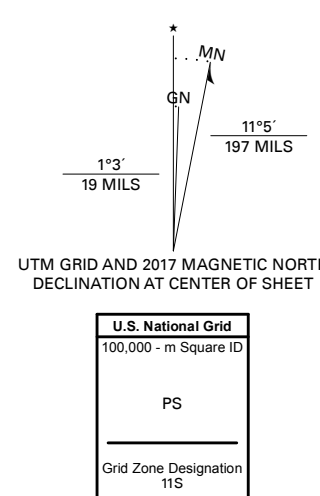 ★
MN
GN
11°5´
197 MILS
1°3´
19 MILS
UTM GRID AND 2017 MAGNETIC NORT
DECLINATION AT CENTER OF SHEET
U.S. National Grid
100,000 - m Square ID
PS
Grid Zone Designation
11S